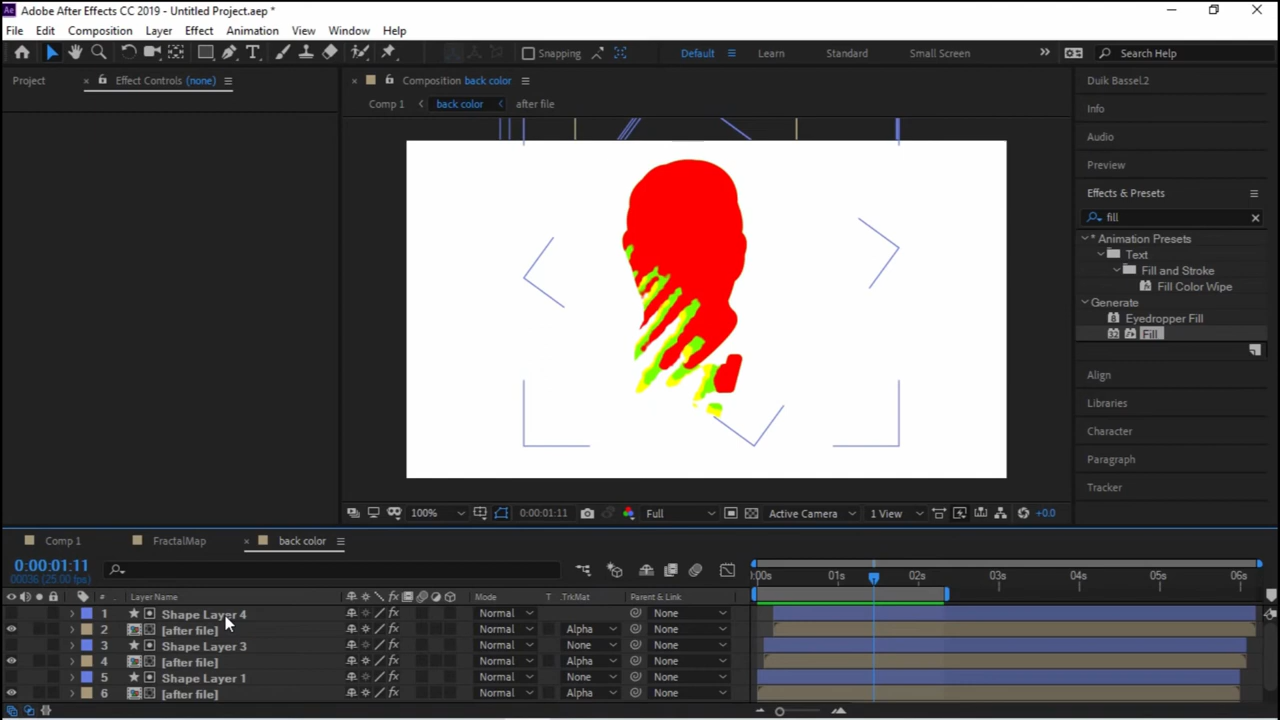 Adobe After Effects CC 2019 - Untitled Project.aep *
File Edit Composition Layer Effect Animation View Window Help
Snapping Default Learn Standard Small Screen Search Help
Project Effect Controls (none) Composition back color Duik Bassel.2
Comp 1 back color after file Info
Audio
Preview
Effects & Presets
fill
* Animation Presets
Text
Fill and Stroke
Fill Color Wipe
Generate
Eyedropper Fill
32 Fill
Align
Libraries
Character
Paragraph
Tracker
100% 0:00:01:11 Full Active Camera 1 View +0.0
Comp 1 FractalMap back color
0:00:01:11
00036 (25.00 fps)
:00s 01s 02s 03s 04s 05s 06s
# Layer Name Mode T TrkMat Parent & Link
1 Shape Layer 4 Normal None
2 [after file] Normal Alpha None
3 Shape Layer 3 Normal None None
4 [after file] Normal Alpha None
5 Shape Layer 1 Normal None None
6 [after file] Normal Alpha None